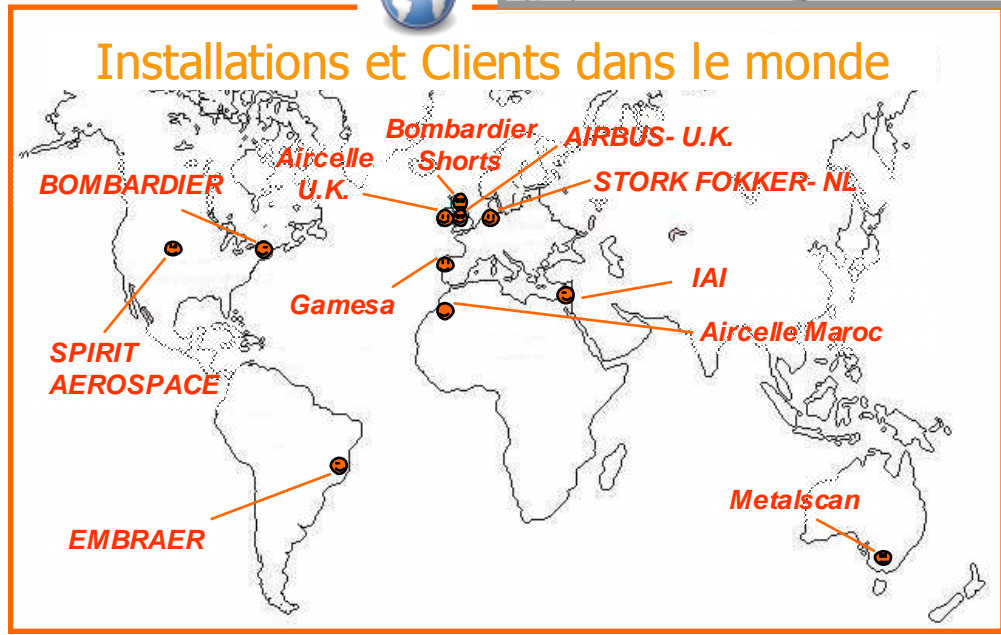 Installations et Clients dans le monde
Bombardier
Shorts
AIRBUS- U.K.
Aircelle
U.K.
STORK FOKKER- NL
BOMBARDIER
IAI
Gamesa
Aircelle Maroc
SPIRIT
AEROSPACE
Metalscan
EMBRAER